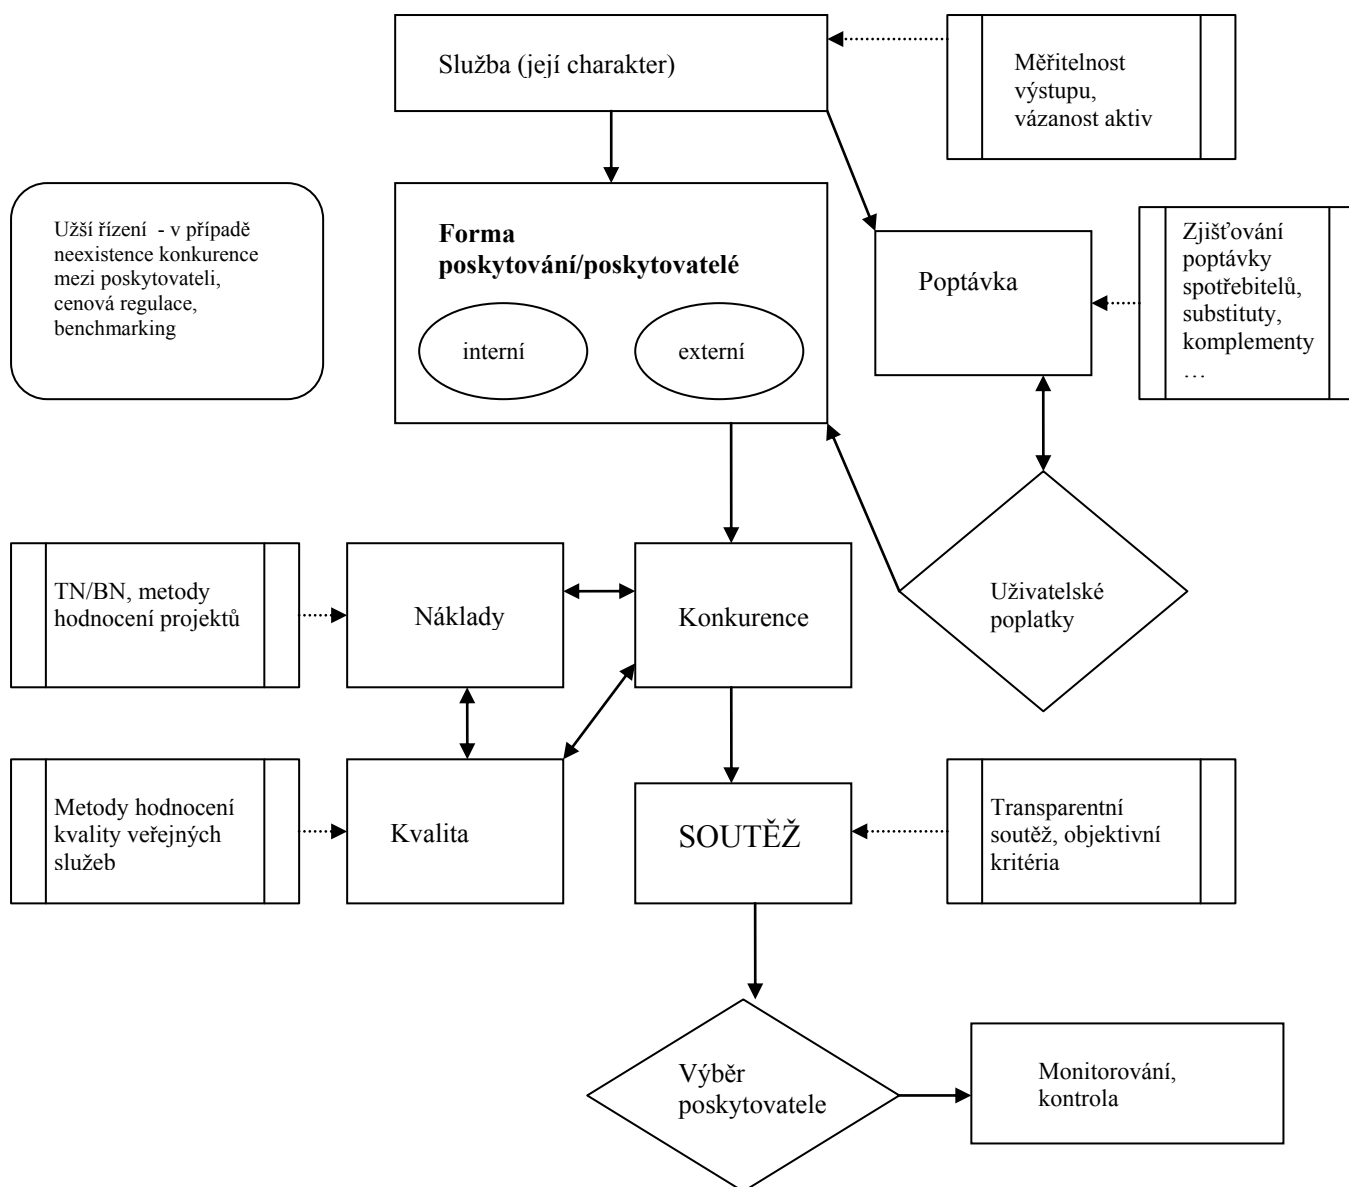 Služba (její charakter)
Měřitelnost
výstupu,
vázanost aktiv
Užší řízení  - v případě
neexistence konkurence
mezi poskytovateli,
cenová regulace,
benchmarking
Forma
poskytování/poskytovatelé
interní
externí
Poptávka
Zjišťování
poptávky
spotřebitelů,
substituty,
komplementy
…
TN/BN, metody
hodnocení projektů
Náklady
Konkurence
Uživatelské
poplatky
Metody hodnocení
kvality veřejných
služeb
Kvalita
SOUTĚŽ
Transparentní
soutěž, objektivní
kritéria
Výběr
poskytovatele
Monitorování,
kontrola